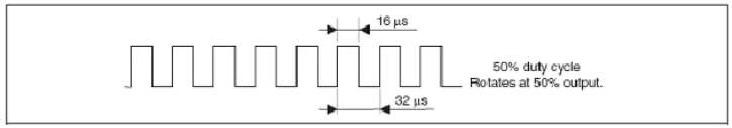 16 µs
50% duty cycle
Rotates at 50% output.
32 µs